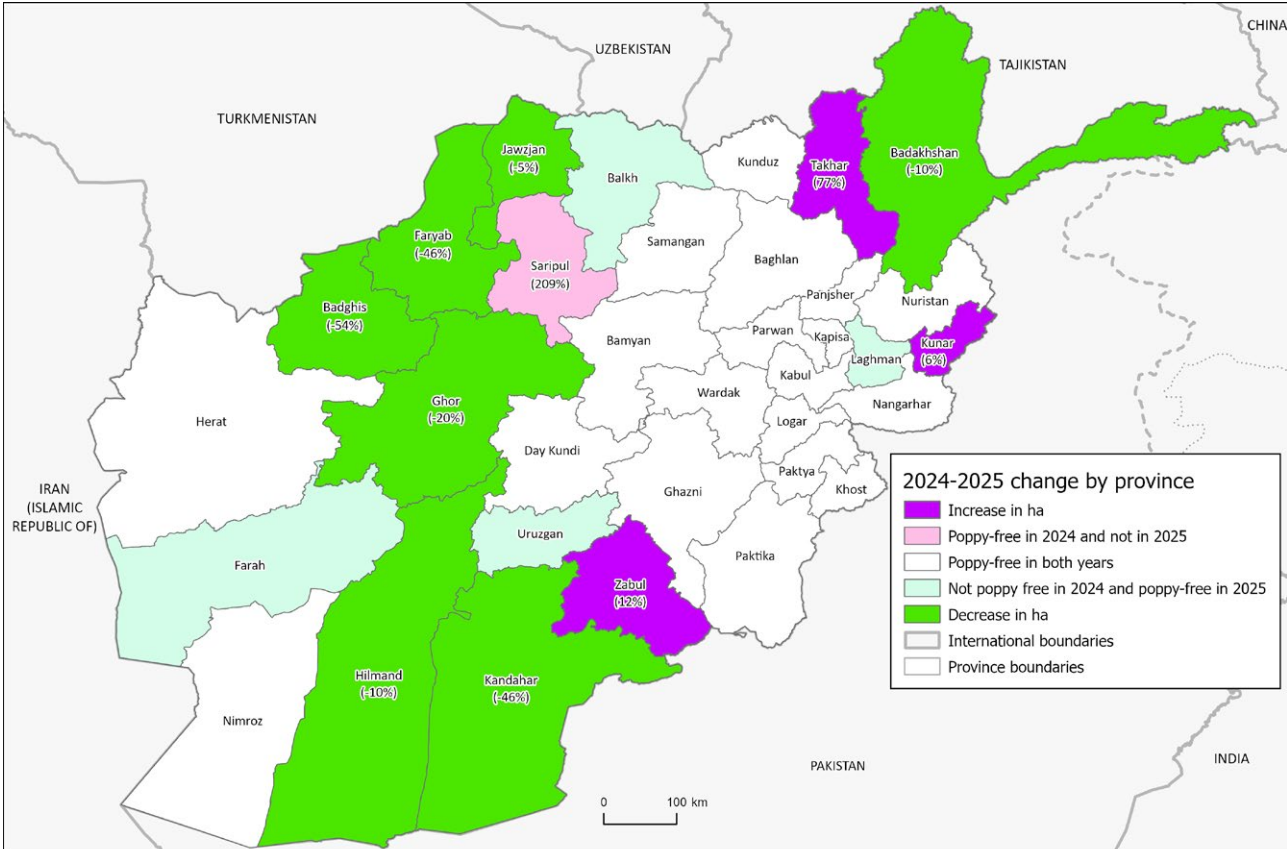 CHINA
UZBEKISTAN
TAJIKISTAN
TURKMENISTAN
Jawzjan
(-5%)
Balkh
Kunduz
Takhar
(77%)
Badakhshan
(-10%)
Faryab
(-46%)
Saripul
(209%)
Samangan
Baghlan
Badghis
(-54%)
Panjsher
Nuristan
Bamyan
Parwan
Kapisa
Kunar
(6%)
Laghman
Kabul
Wardak
Nangarhar
Ghor
(-20%)
Herat
Logar
Day Kundi
Paktya
Khost
Ghazni
IRAN
(ISLAMIC
REPUBLIC OF)
Uruzgan
Farah
Paktika
Zabul
(12%)
Hilmand
(-10%)
Kandahar
(-46%)
Nimroz
2024-2025 change by province
Increase in ha
Poppy-free in 2024 and not in 2025
Poppy-free in both years
Not poppy free in 2024 and poppy-free in 2025
Decrease in ha
International boundaries
Province boundaries
PAKISTAN
INDIA
0 100 km